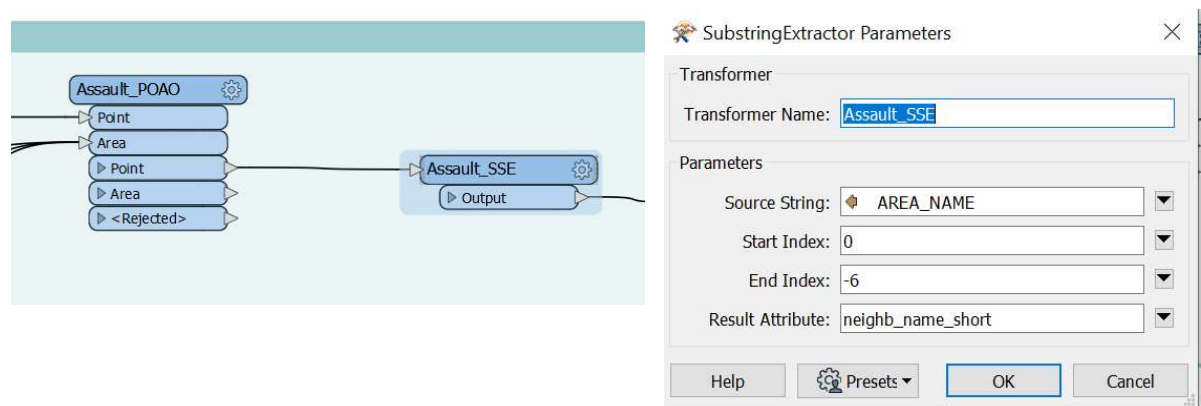 Assault_POAO
Point
Area
Point
Area
<Rejected>
Assault_SSE
Output
SubstringExtractor Parameters
Transformer
Transformer Name: Assault_SSE
Parameters
Source String: AREA_NAME
Start Index: 0
End Index: -6
Result Attribute: neighb_name_short
Help Presets OK Cancel